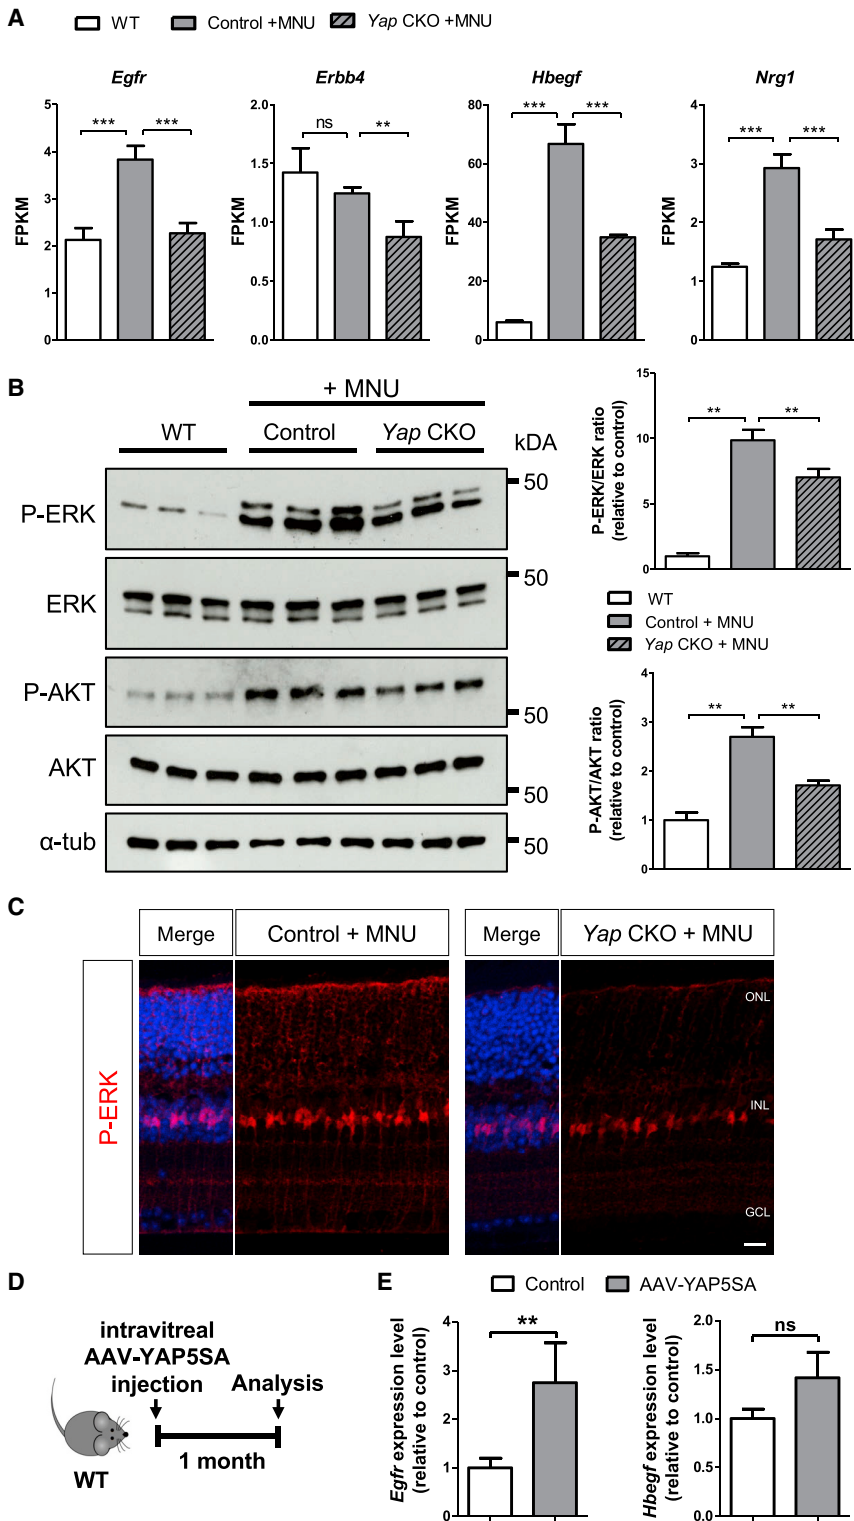 A
WT
Control +MNU
Yap CKO +MNU
Egfr
Erbb4
Hbegf
Nrg1
FPKM
5
4
3
2
1
0
***
***
FPKM
2.0
1.5
1.0
0.5
0.0
ns
**
FPKM
80
60
40
20
0
***
***
FPKM
4
3
2
1
0
***
***
B
+ MNU
WT
Control
Yap CKO
kDA
P-ERK
50
ERK
50
P-AKT
50
AKT
50
α-tub
50
P-ERK/ERK ratio
(relative to control)
15
10
5
0
**
**
WT
Control + MNU
Yap CKO + MNU
P-AKT/AKT ratio
(relative to control)
4
3
2
1
0
**
**
C
Merge
Control + MNU
Merge
Yap CKO + MNU
P-ERK
ONL
INL
GCL
D
intravitreal
AAV-YAP5SA
injection
Analysis
1 month
WT
E
Control
AAV-YAP5SA
Egfr expression level
(relative to control)
4
3
2
1
0
**
Hbegf expression level
(relative to control)
2.0
1.5
1.0
0.5
0.0
ns